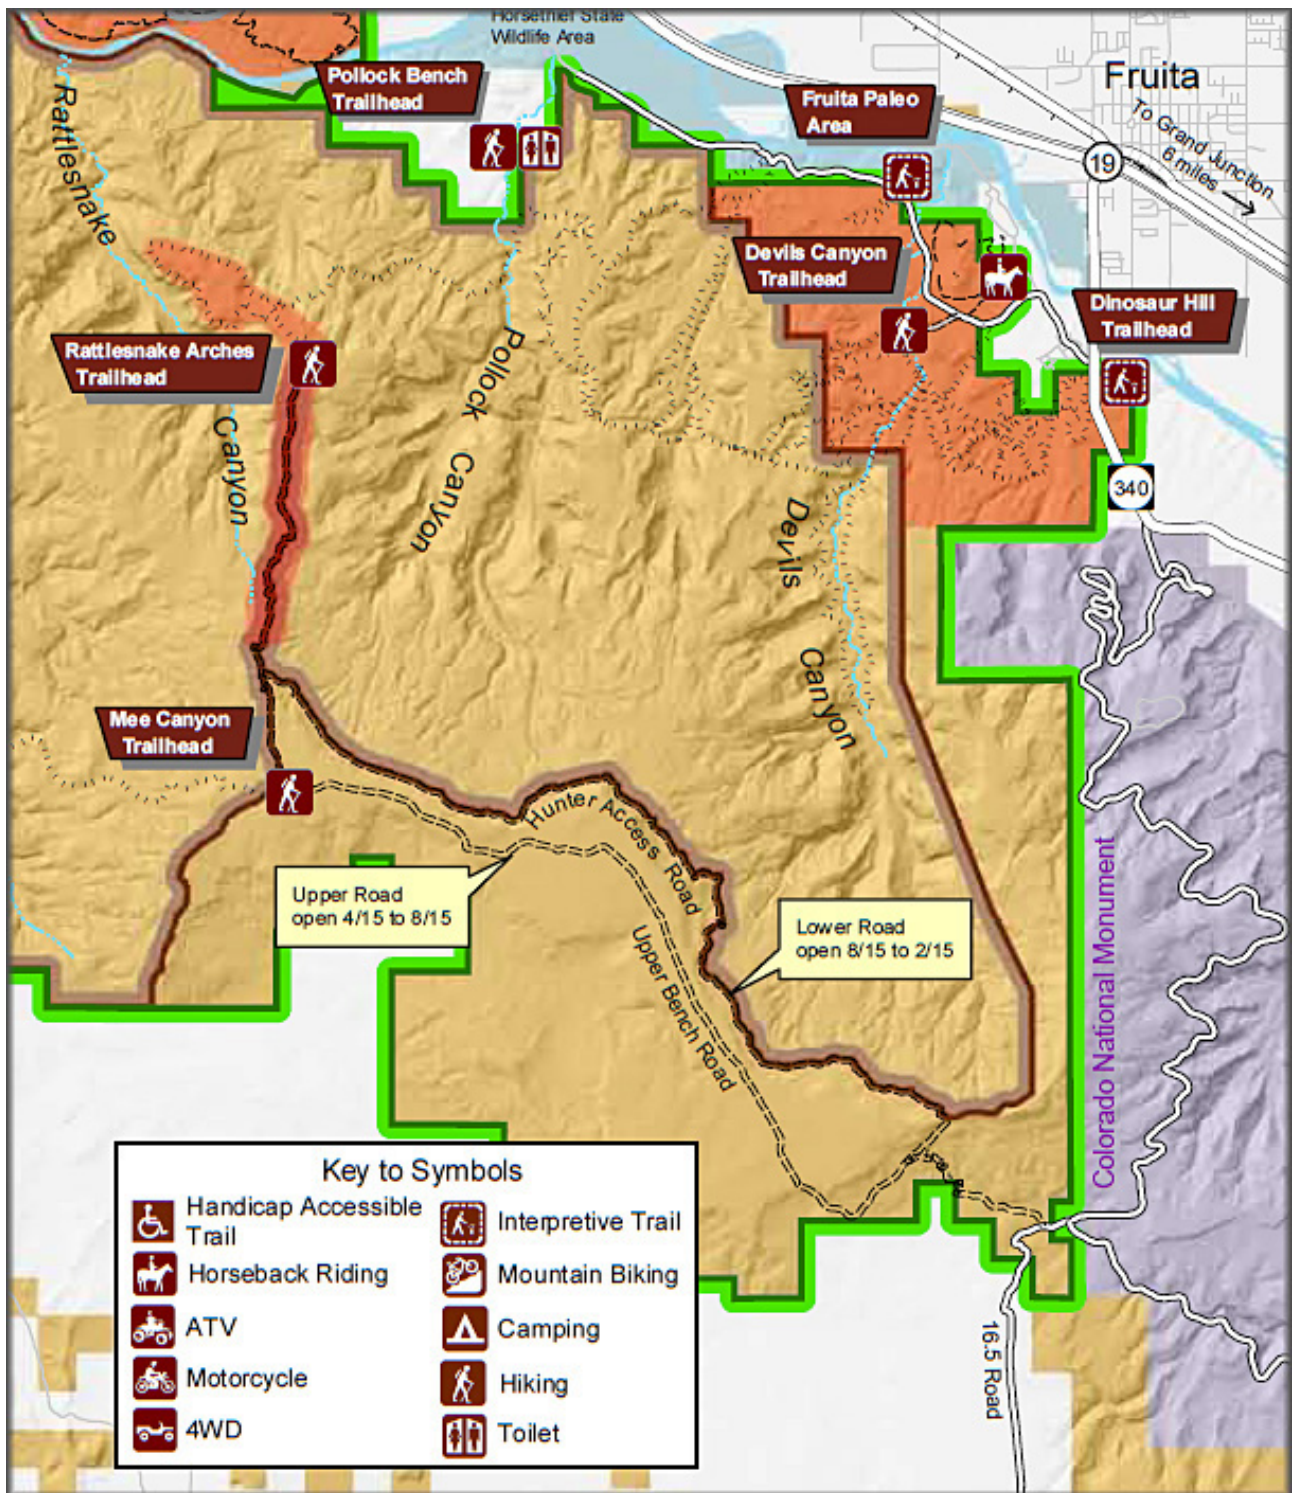 Horsethief State
Wildlife Area
Pollock Bench
Trailhead
Fruita Paleo
Area
Fruita
To Grand Junction
6 miles
19
Rattlesnake
Canyon
Devils Canyon
Trailhead
Dinosaur Hill
Trailhead
Rattlesnake Arches
Trailhead
Pollock
Canyon
340
Devils
Canyon
Mee Canyon
Trailhead
Hunter Access Road
Upper Road
open 4/15 to 8/15
Lower Road
open 8/15 to 2/15
Upper Bench Road
Colorado National Monument
16.5 Road
Key to Symbols
Handicap Accessible
Trail
Horseback Riding
ATV
Motorcycle
4WD
Interpretive Trail
Mountain Biking
Camping
Hiking
Toilet